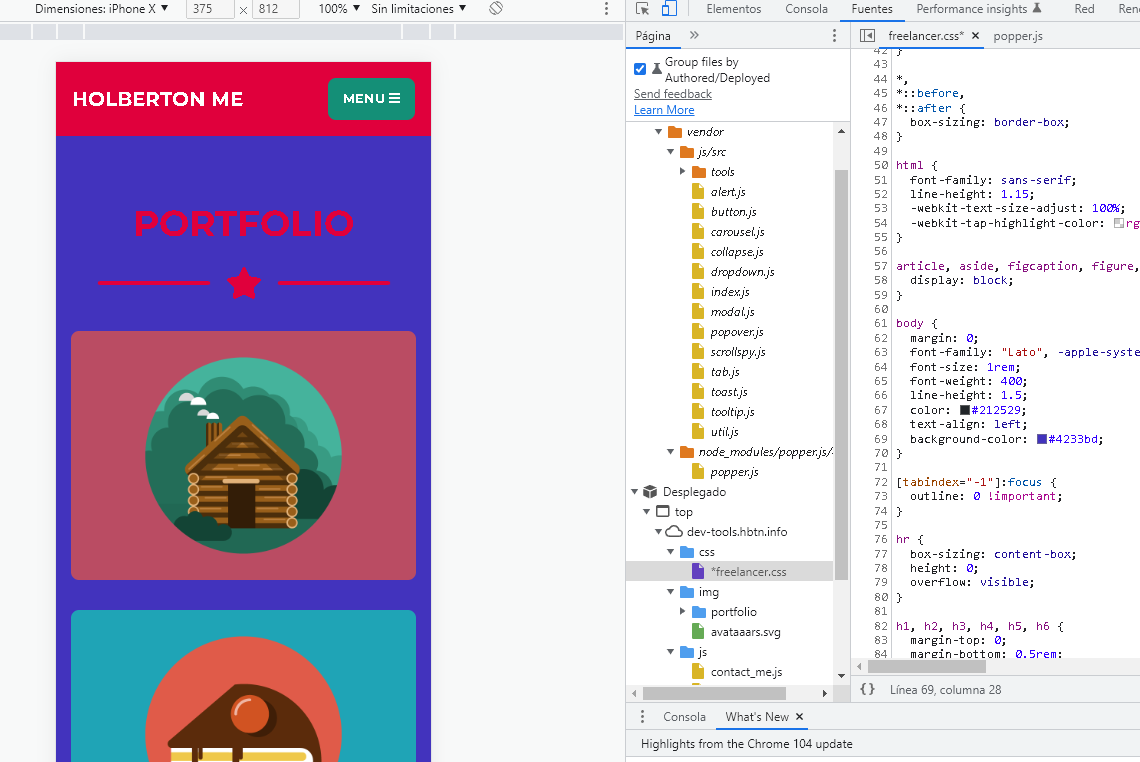 Dimensiones: iPhone X ▼ 375 × 812 100% ▼ Sin limitaciones ▼
HOLBERTON ME
MENU ☰
PORTFOLIO
Elementos Consola Fuentes Performance insights Red
Página »
Group files by
Authored/Deployed
Send feedback
Learn More
vendor
js/src
tools
alert.js
button.js
carousel.js
collapse.js
dropdown.js
index.js
modal.js
popover.js
scrollspy.js
tab.js
toast.js
tooltip.js
util.js
node_modules/popper.js/
popper.js
Desplegado
top
dev-tools.hbtn.info
css
*freelancer.css
img
portfolio
avataaars.svg
js
contact_me.js
freelancer.css* × popper.js
42 }
43
44 *,
45 *::before,
46 *::after {
47 box-sizing: border-box;
48 }
49
50 html {
51 font-family: sans-serif;
52 line-height: 1.15;
53 -webkit-text-size-adjust: 100%;
54 -webkit-tap-highlight-color: rg
55 }
56
57 article, aside, figcaption, figure,
58 display: block;
59 }
60
61 body {
62 margin: 0;
63 font-family: "Lato", -apple-syste
64 font-size: 1rem;
65 font-weight: 400;
66 line-height: 1.5;
67 color: #212529;
68 text-align: left;
69 background-color: #4233bd;
70 }
71
72 [tabindex="-1"]:focus {
73 outline: 0 !important;
74 }
75
76 hr {
77 box-sizing: content-box;
78 height: 0;
79 overflow: visible;
80 }
81
82 h1, h2, h3, h4, h5, h6 {
83 margin-top: 0;
84 margin-bottom: 0.5rem;
{ } Línea 69, columna 28
Consola What's New ×
Highlights from the Chrome 104 update